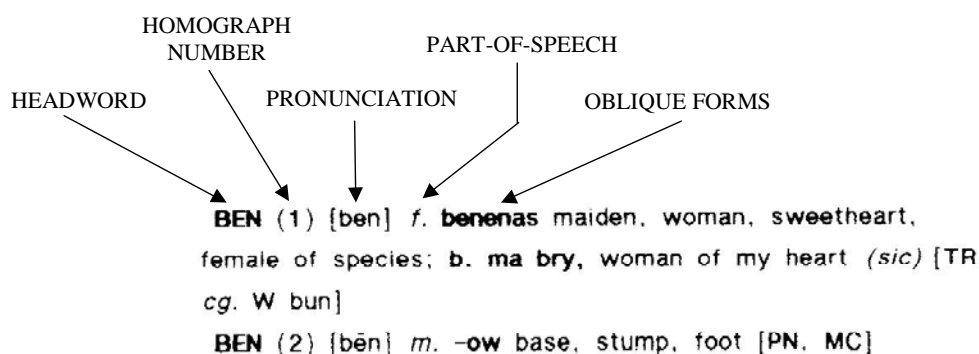 HOMOGRAPH
NUMBER
PART-OF-SPEECH
HEADWORD
PRONUNCIATION
OBLIQUE FORMS
BEN (1) [ben] f. benenas maiden, woman, sweetheart,
female of species; b. ma bry, woman of my heart (sic) [TR
cg. W bun]
BEN (2) [bēn] m. -ow base, stump, foot [PN, MC]